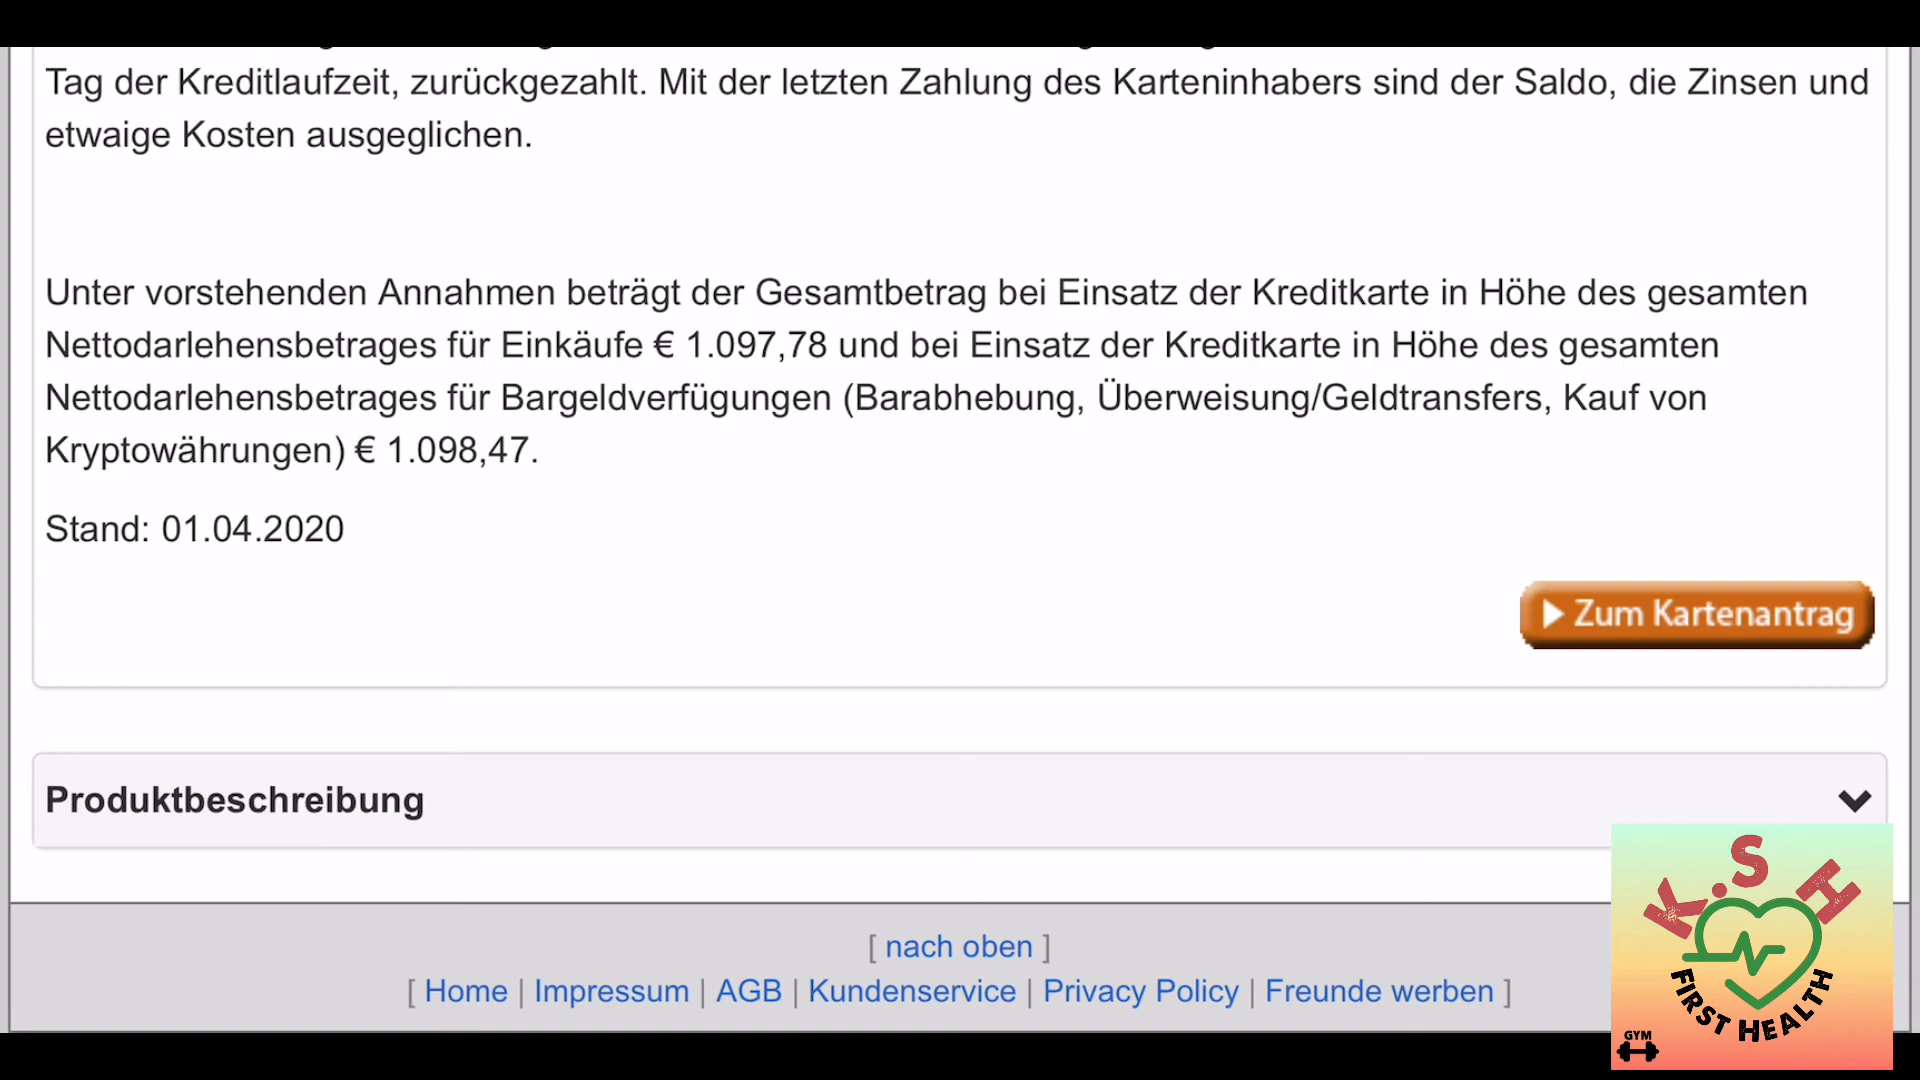 Tag der Kreditlaufzeit, zurückgezahlt. Mit der letzten Zahlung des Karteninhabers sind der Saldo, die Zinsen und
etwaige Kosten ausgeglichen.
Unter vorstehenden Annahmen beträgt der Gesamtbetrag bei Einsatz der Kreditkarte in Höhe des gesamten
Nettodarlehensbetrages für Einkäufe € 1.097,78 und bei Einsatz der Kreditkarte in Höhe des gesamten
Nettodarlehensbetrages für Bargeldverfügungen (Barabhebung, Überweisung/Geldtransfers, Kauf von
Kryptowährungen) € 1.098,47.
Stand: 01.04.2020
Zum Kartenantrag
Produktbeschreibung
[ nach oben ]
[ Home | Impressum | AGB | Kundenservice | Privacy Policy | Freunde werben ]
K.SH
FIRST HEALTH
GYM